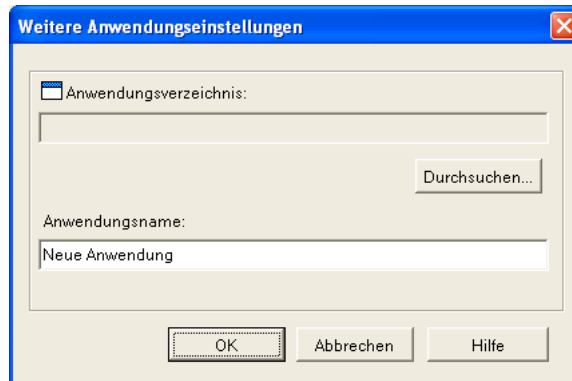 Weitere Anwendungseinstellungen
Anwendungsverzeichnis:
Durchsuchen...
Anwendungsname:
Neue Anwendung
OK Abbrechen Hilfe